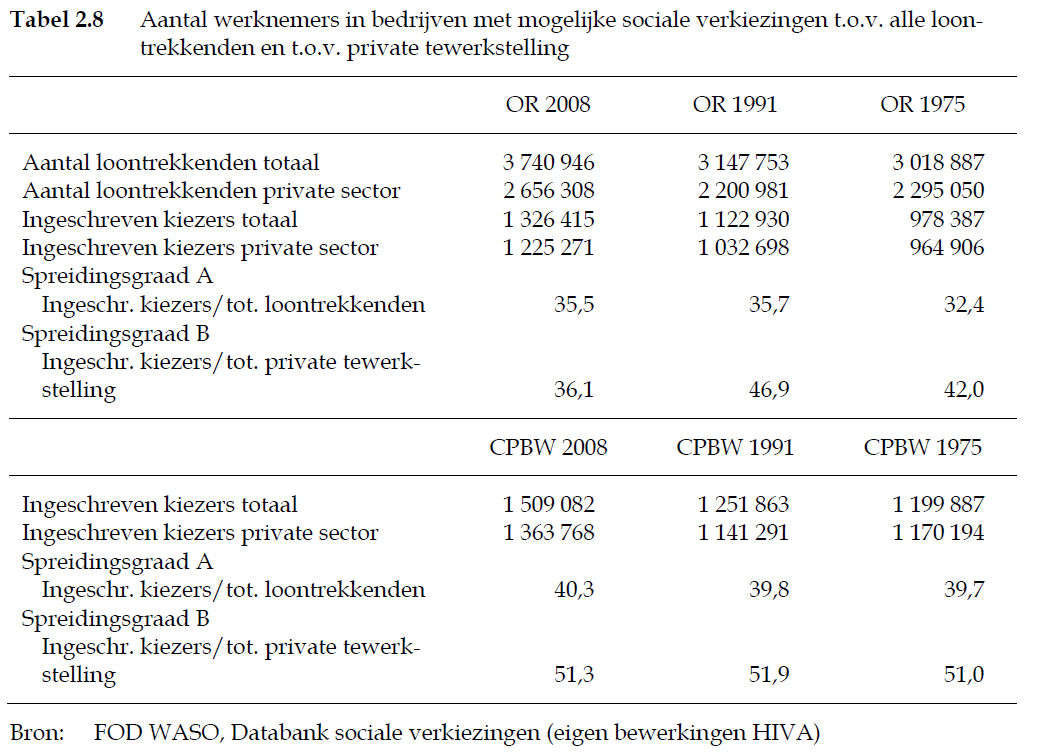 Tabel 2.8 Aantal werknemers in bedrijven met mogelijke sociale verkiezingen t.o.v. alle loon-
trekkenden en t.o.v. private tewerkstelling
OR 2008 OR 1991 OR 1975
Aantal loontrekkenden totaal 3 740 946 3 147 753 3 018 887
Aantal loontrekkenden private sector 2 656 308 2 200 981 2 295 050
Ingeschreven kiezers totaal 1 326 415 1 122 930 978 387
Ingeschreven kiezers private sector 1 225 271 1 032 698 964 906
Spreidingsgraad A
Ingeschr. kiezers/tot. loontrekkenden 35,5 35,7 32,4
Spreidingsgraad B
Ingeschr. kiezers/tot. private tewerk-
stelling 36,1 46,9 42,0
CPBW 2008 CPBW 1991 CPBW 1975
Ingeschreven kiezers totaal 1 509 082 1 251 863 1 199 887
Ingeschreven kiezers private sector 1 363 768 1 141 291 1 170 194
Spreidingsgraad A
Ingeschr. kiezers/tot. loontrekkenden 40,3 39,8 39,7
Spreidingsgraad B
Ingeschr. kiezers/tot. private tewerk-
stelling 51,3 51,9 51,0
Bron: FOD WASO, Databank sociale verkiezingen (eigen bewerkingen HIVA)